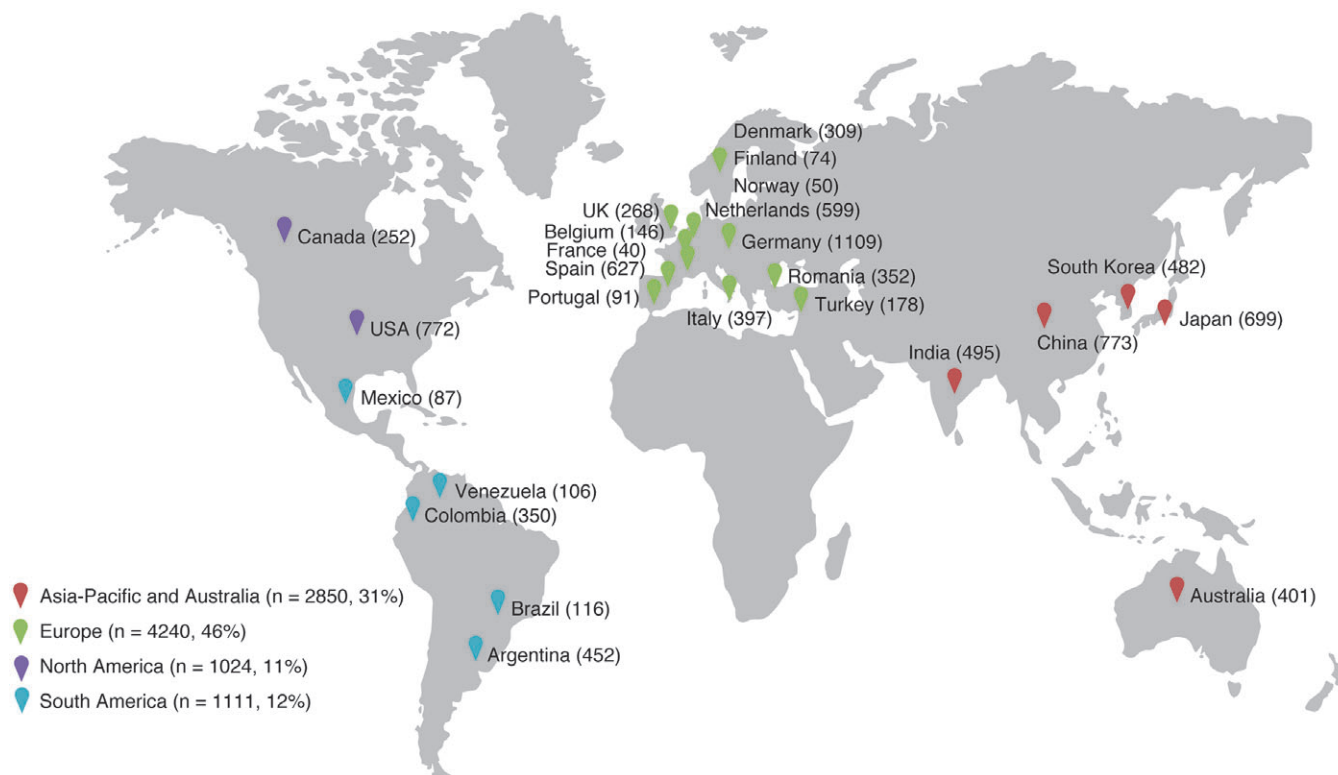 Denmark (309)
Finland (74)
Norway (50)
UK (268)
Netherlands (599)
Belgium (146)
Germany (1109)
France (40)
Spain (627)
Romania (352)
Portugal (91)
Turkey (178)
Italy (397)
Canada (252)
USA (772)
Mexico (87)
South Korea (482)
Japan (699)
China (773)
India (495)
Venezuela (106)
Colombia (350)
Brazil (116)
Argentina (452)
Australia (401)
Asia-Pacific and Australia (n = 2850, 31%)
Europe (n = 4240, 46%)
North America (n = 1024, 11%)
South America (n = 1111, 12%)